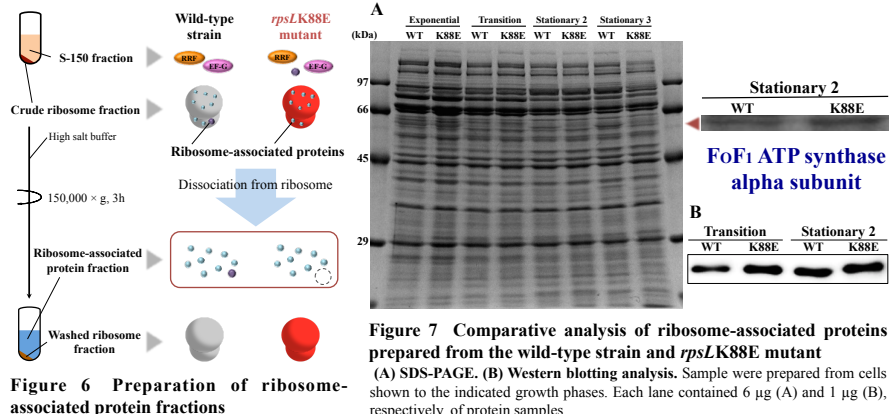 Wild-type
strain
rpsLK88E
mutant
S-150 fraction
RRF
EF-G
RRF
EF-G
Crude ribosome fraction
High salt buffer
Ribosome-associated proteins
Dissociation from ribosome
150,000 × g, 3h
Ribosome-associated
protein fraction
Washed ribosome
fraction
Figure 6 Preparation of ribosome-
associated protein fractions
A
Exponential Transition Stationary 2 Stationary 3
(kDa) WT K88E WT K88E WT K88E WT K88E
97
66
45
29
Stationary 2
WT K88E
FOF1 ATP synthase
alpha subunit
B
Transition Stationary 2
WT K88E WT K88E
Figure 7 Comparative analysis of ribosome-associated proteins
prepared from the wild-type strain and rpsLK88E mutant
(A) SDS-PAGE. (B) Western blotting analysis. Sample were prepared from cells
shown to the indicated growth phases. Each lane contained 6 μg (A) and 1 μg (B),
respectively, of protein samples